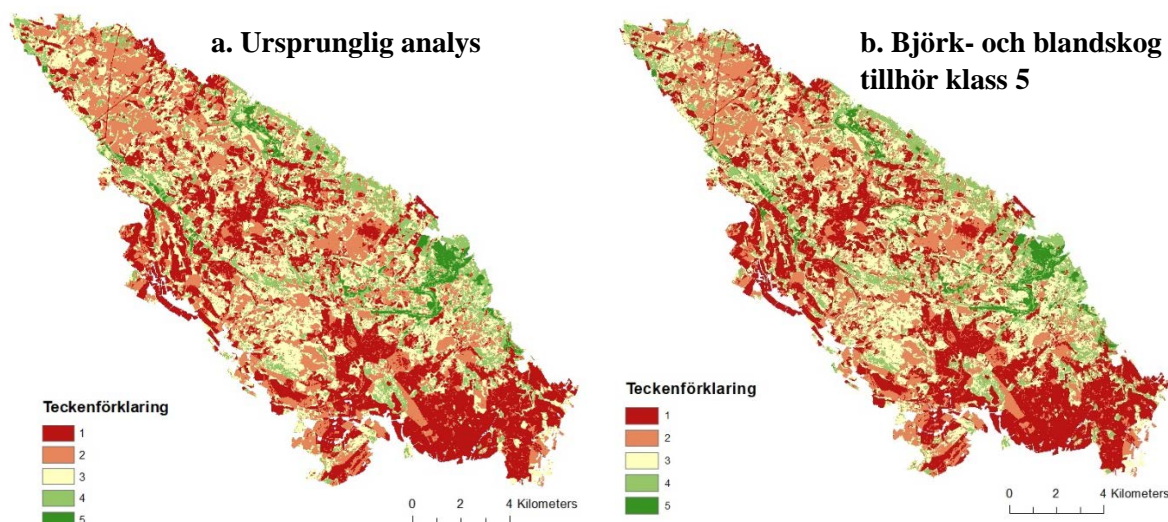 a. Ursprunglig analys
Teckenförklaring
1
2
3
4
5
0 2 4 Kilometers
b. Björk- och blandskog
tillhör klass 5
Teckenförklaring
1
2
3
4
5
0 2 4 Kilometers